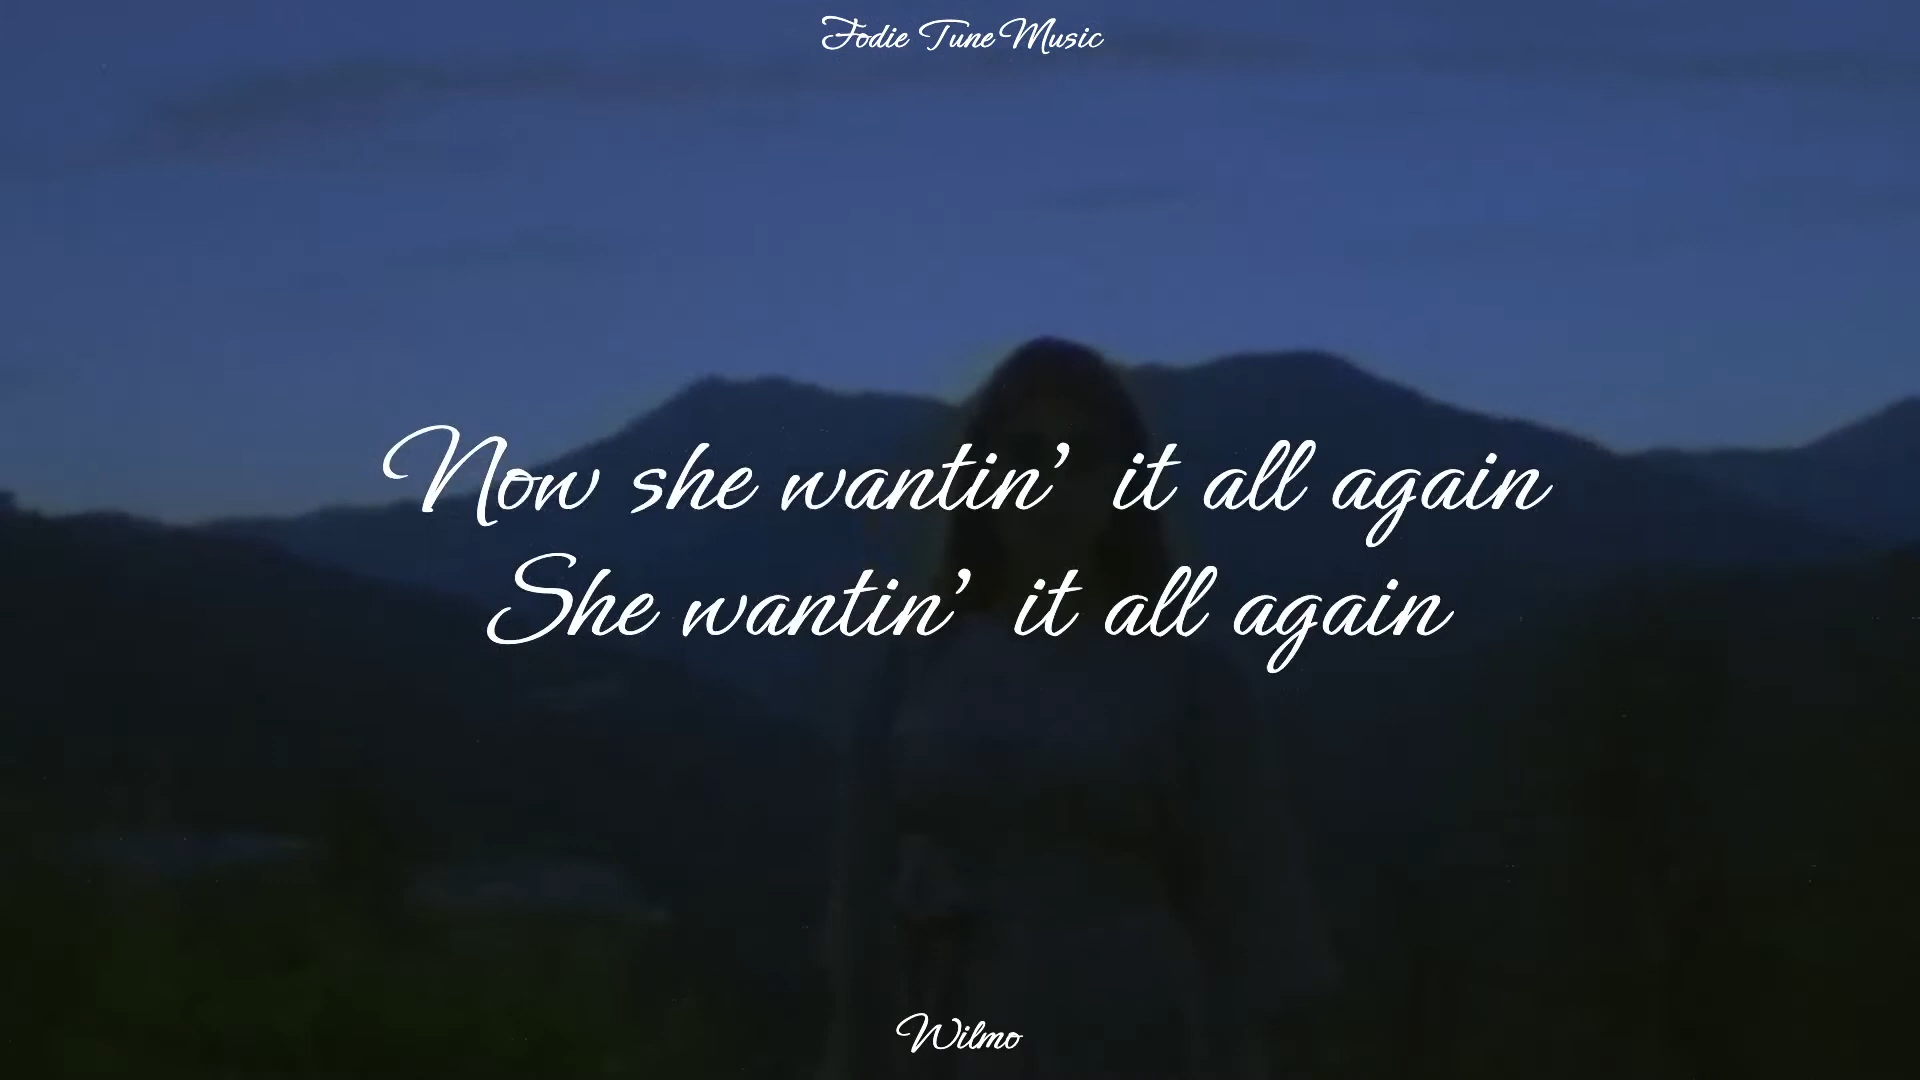 Fodie Tune Music
Now she wantin’ it all again
She wantin’ it all again
Wilmo